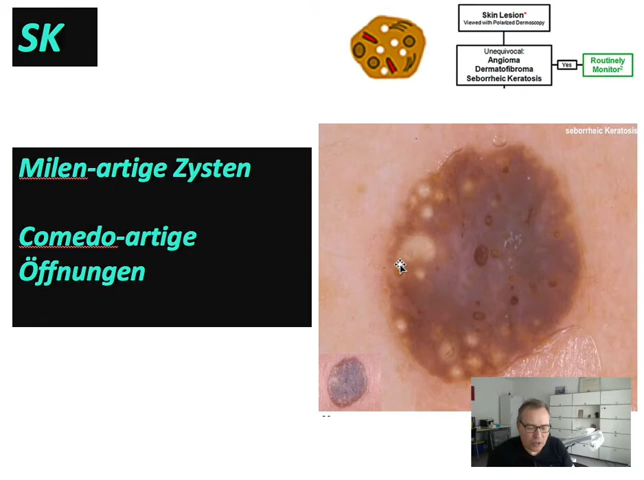 SK
Skin Lesion*
Viewed with Polarized Dermoscopy
Unequivocal:
Angioma
Dermatofibroma
Seborrheic Keratosis
Yes
Routinely
Monitor²
seborrheic Keratosis
Milen-artige Zysten
Comedo-artige
Öffnungen